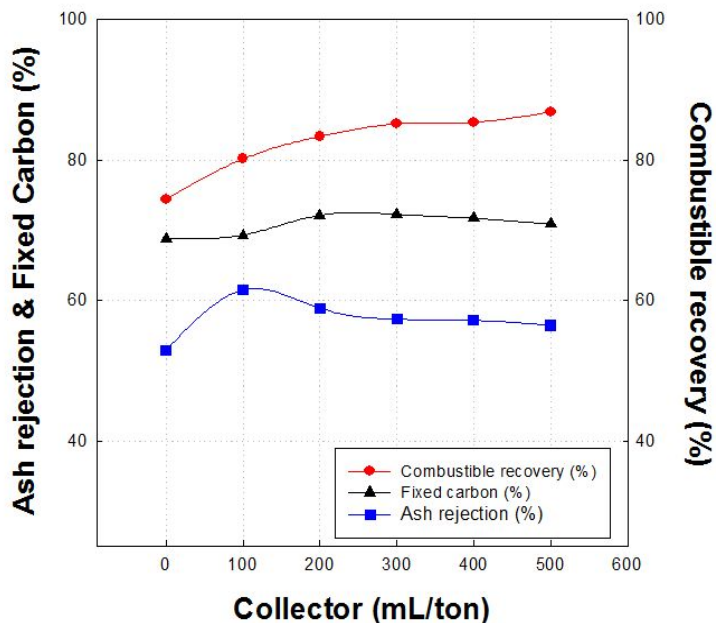 Ash rejection & Fixed Carbon (%)
100
80
60
40
100
80
60
40
Combustible recovery (%)
Combustible recovery (%)
Fixed carbon (%)
Ash rejection (%)
0 100 200 300 400 500 600
Collector (mL/ton)